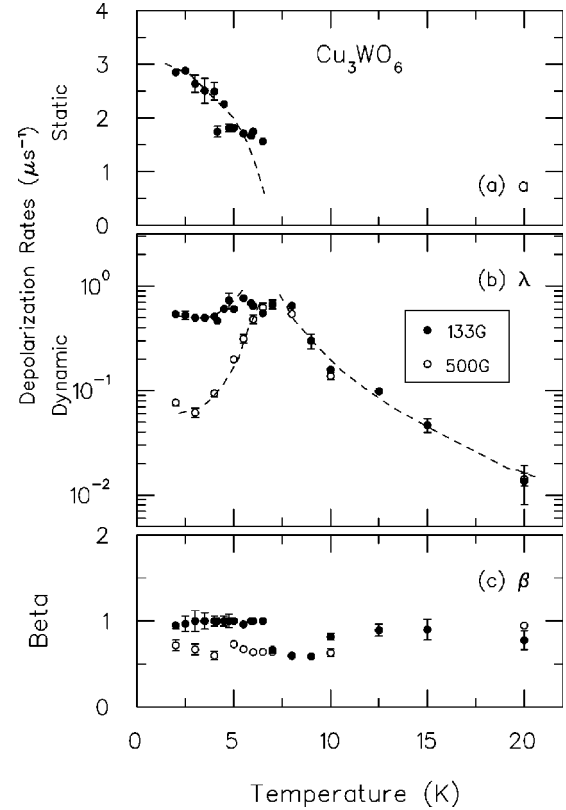 Cu₃WO₆
4
3
2
1
0
Static
(a) a
Depolarization Rates (μs⁻¹)
Dynamic
10⁰
10⁻¹
10⁻²
(b) λ
133G
500G
2
1
0
Beta
(c) β
0
5
10
15
20
Temperature (K)